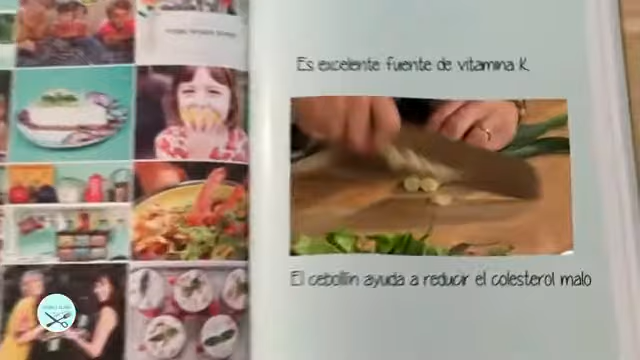 Es excelente fuente de vitamina K
El cebollín ayuda a reducir el colesterol malo